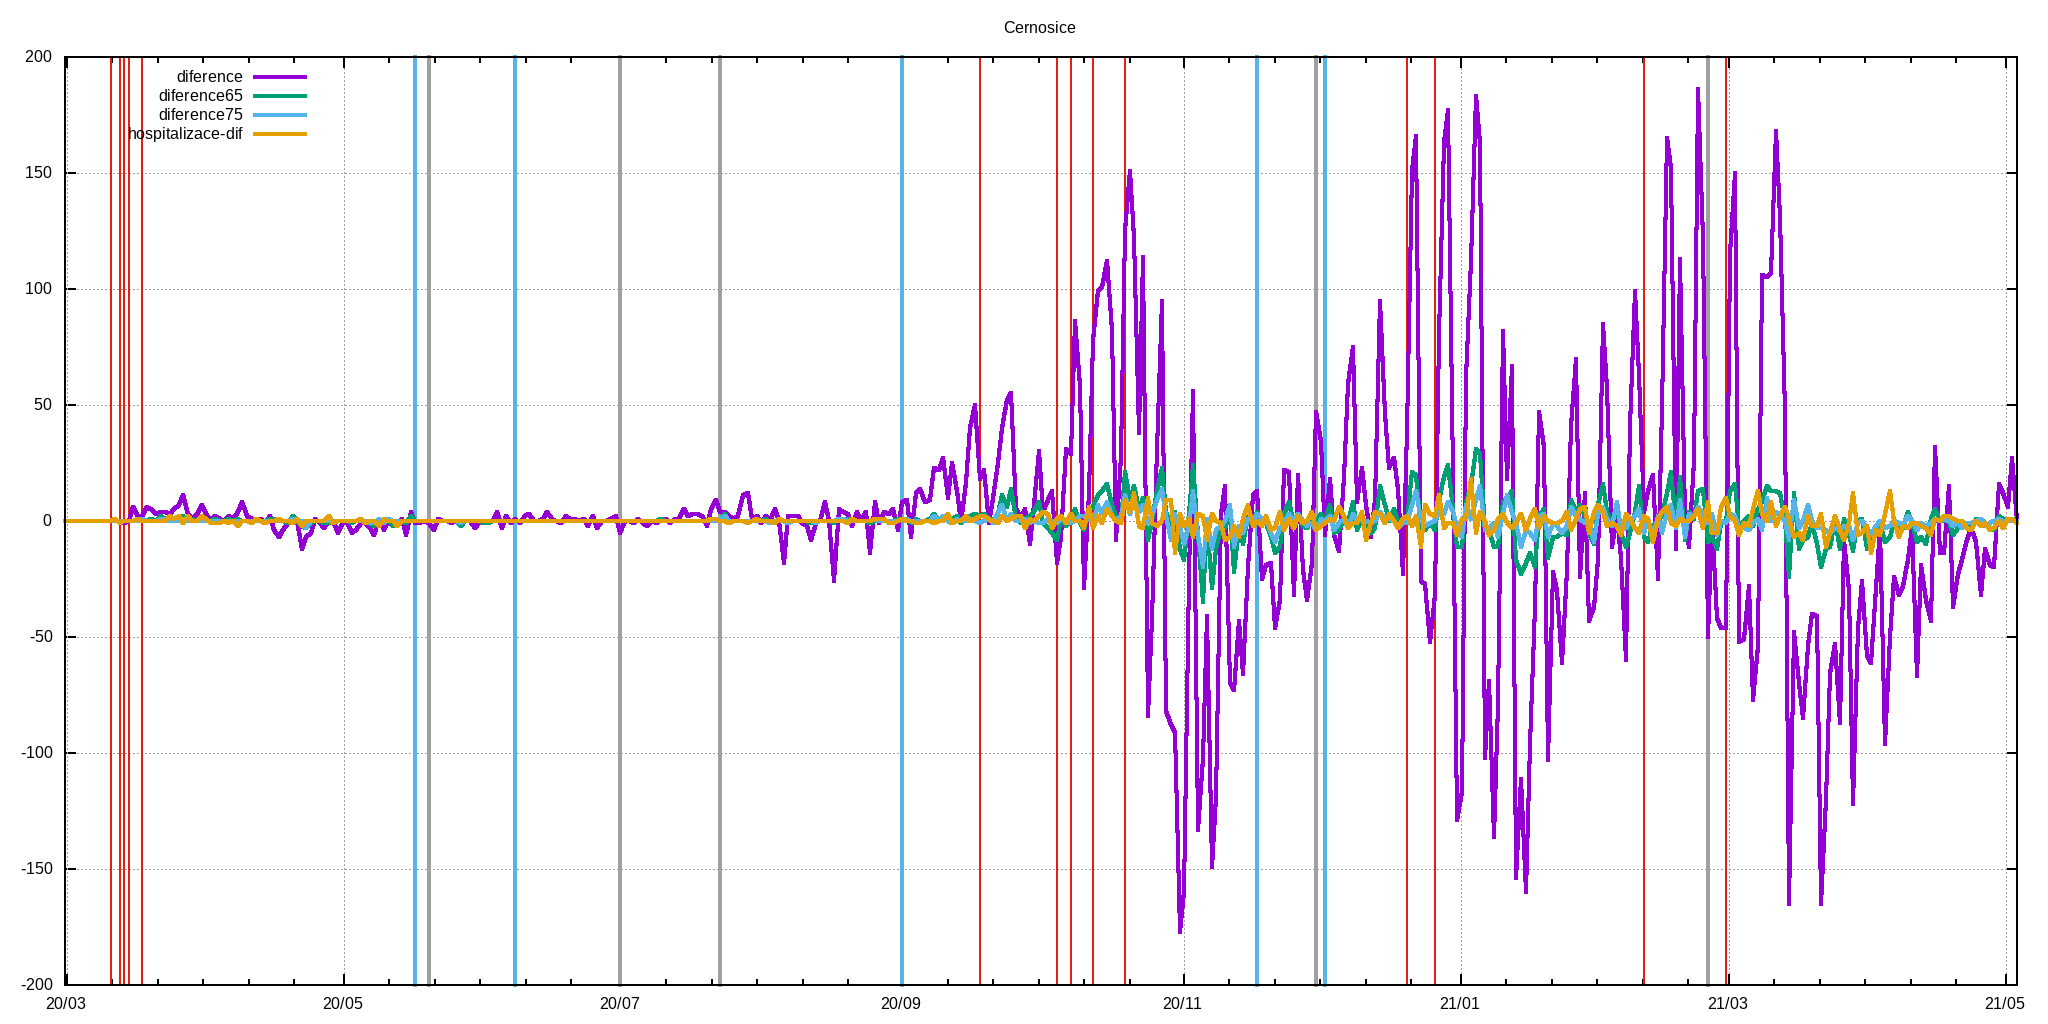 Cernosice
200
150
100
50
0
-50
-100
-150
-200
diference
diference65
diference75
hospitalizace-dif
20/03 20/05 20/07 20/09 20/11 21/01 21/03 21/05